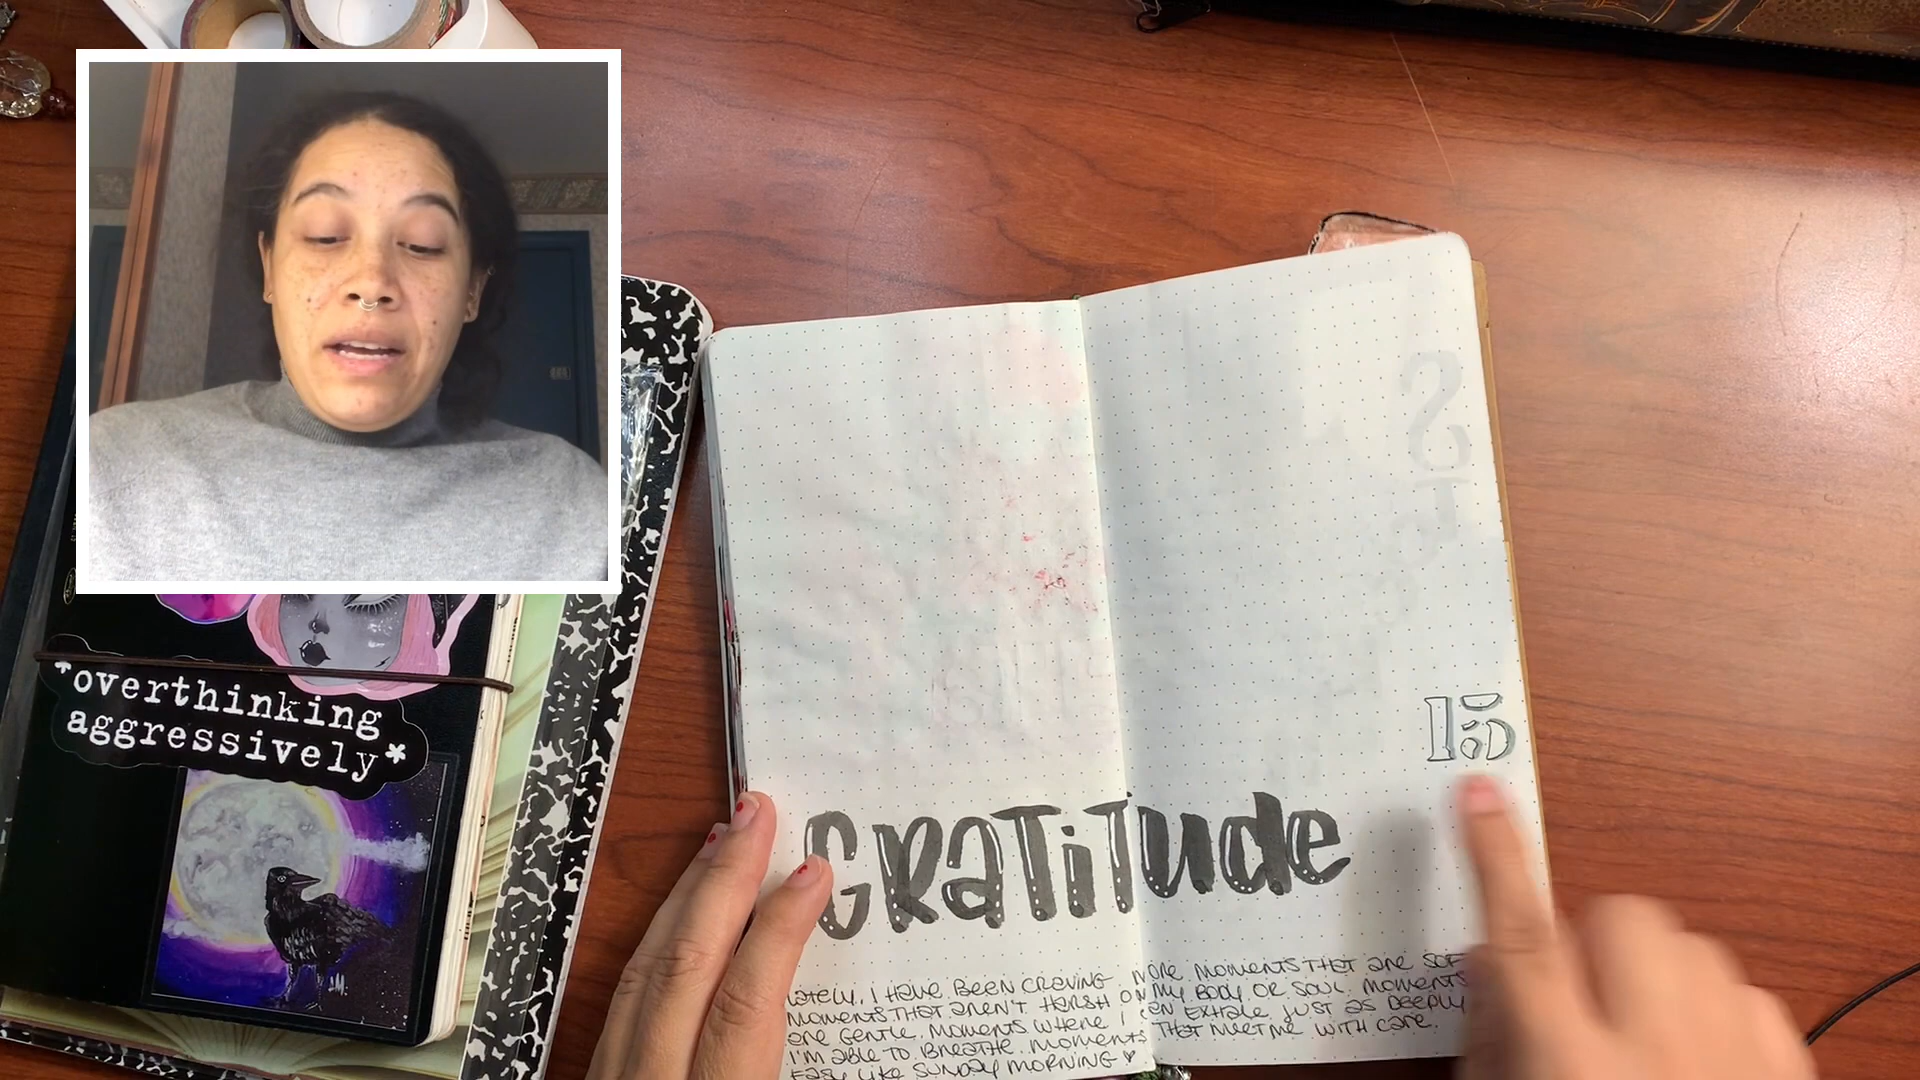 *overthinking
aggressively*
15
GRATITUDE
LATELY, I HAVE BEEN CRAVING MORE MOMENTS THAT ARE SOFT
MOMENTS THAT AREN'T HARSH ON MY BODY OR SOUL. MOMENTS
ARE GENTLE. MOMENTS WHERE I CAN EXHALE JUST AS DEEPLY
I'M ABLE TO BREATHE. MOMENTS THAT MEET ME WITH CARE.
EASY LIKE SUNDAY MORNING